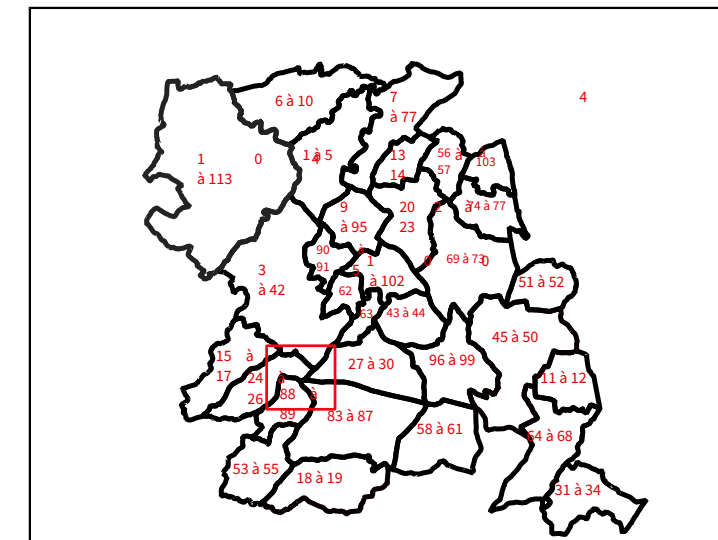 7
4
6 à 10
à 77
1
0
1 à 5
4
à 113
13
14
56 à
57
103
9
à 95
20
23
2
à
74 à 77
90
91
à
5
1
à 102
0
69 à 73
0
3
à 42
62
51 à 52
63
43 à 44
45 à 50
15 à
17
24
26
à
88
89
à
27 à 30
96 à 99
11 à 12
83 à 87
58 à 61
64 à 68
53 à 55
18 à 19
31 à 34